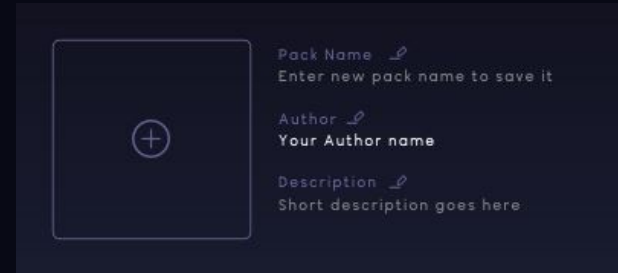 Pack Name
Enter new pack name to save it
Author
Your Author name
Description
Short description goes here